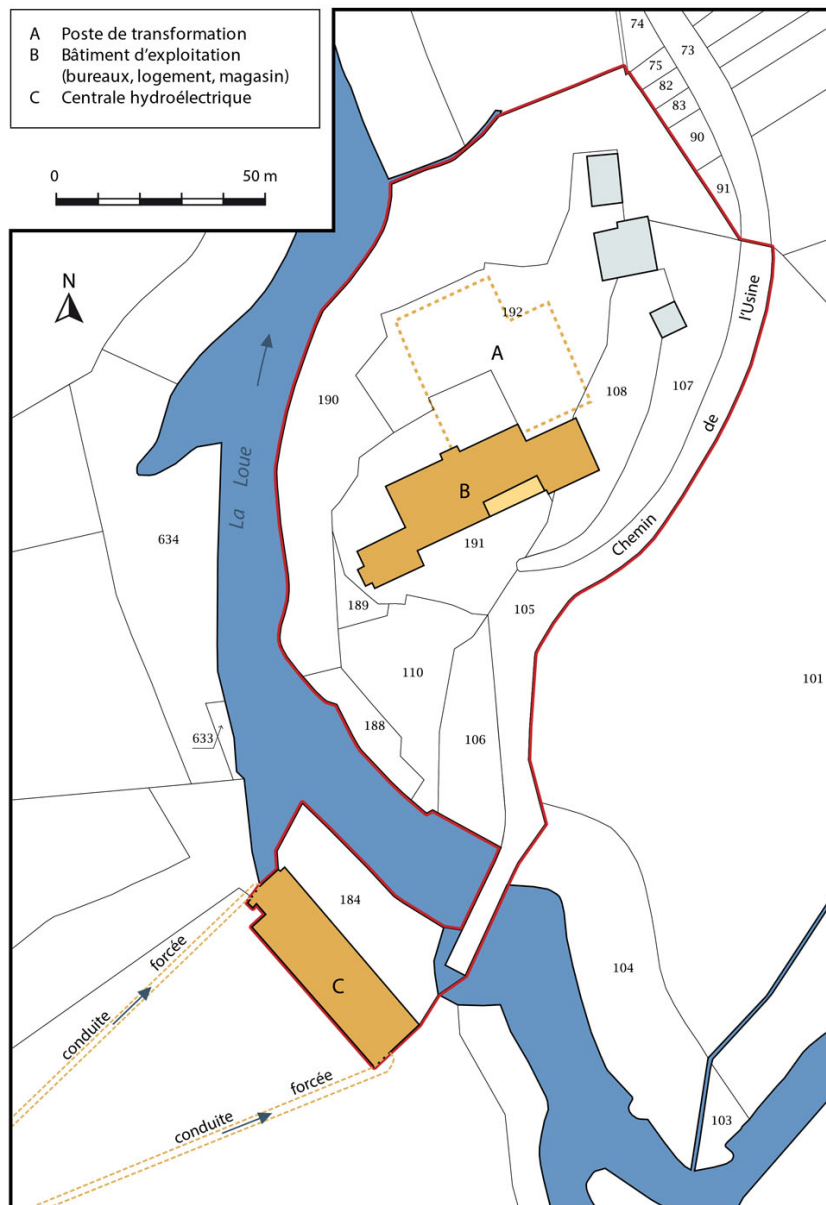 A Poste de transformation
B Bâtiment d'exploitation
(bureaux, logement, magasin)
C Centrale hydroélectrique
0 50 m
N
74
73
75
82
83
90
91
192
l'Usine
A
190
108
107
de
La Loue
B
634
Chemin
191
189
105
110
101
188
106
633
184
forcée
104
C
conduite
forcée
conduite
103